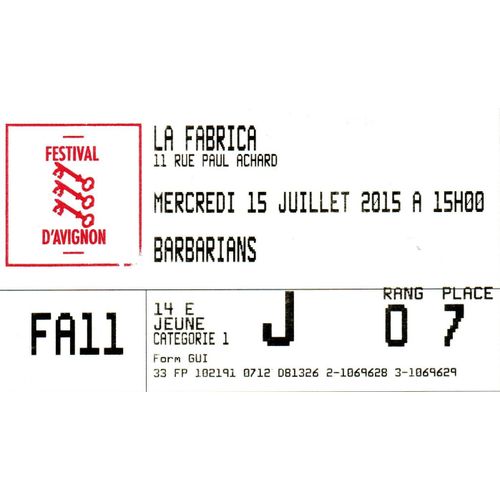 FESTIVAL
D'AVIGNON
LA FABRICA
11 RUE PAUL ACHARD
MERCREDI 15 JUILLET 2015 A 15H00
BARBARIANS
FA11
14 E
JEUNE
CATEGORIE 1
Form GUI
33 FP 102191 0712 081326 2-1069628 3-1069629
J
RANG PLACE
O 7